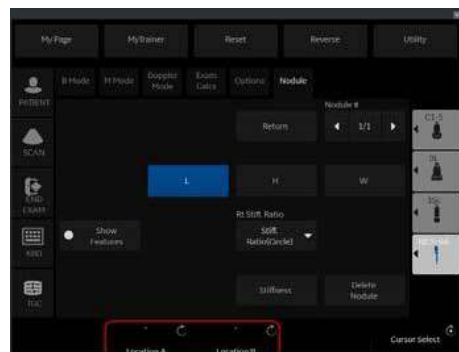 My Page
MyTrainer
Reset
Reverse
Utility
B Mode
M Mode
Doppler
Mode
Exam
Calcs
Options
Nodule
PATIENT
Nodule #
Return
1/1
C1-5
SCAN
L
H
W
END
EXAM
Rt Stiff. Ratio
Show
Features
Stiff.
Ratio(Circle)
KBD
Stiffness
Delete
Nodule
TGC
Location A
Location B
Cursor Select